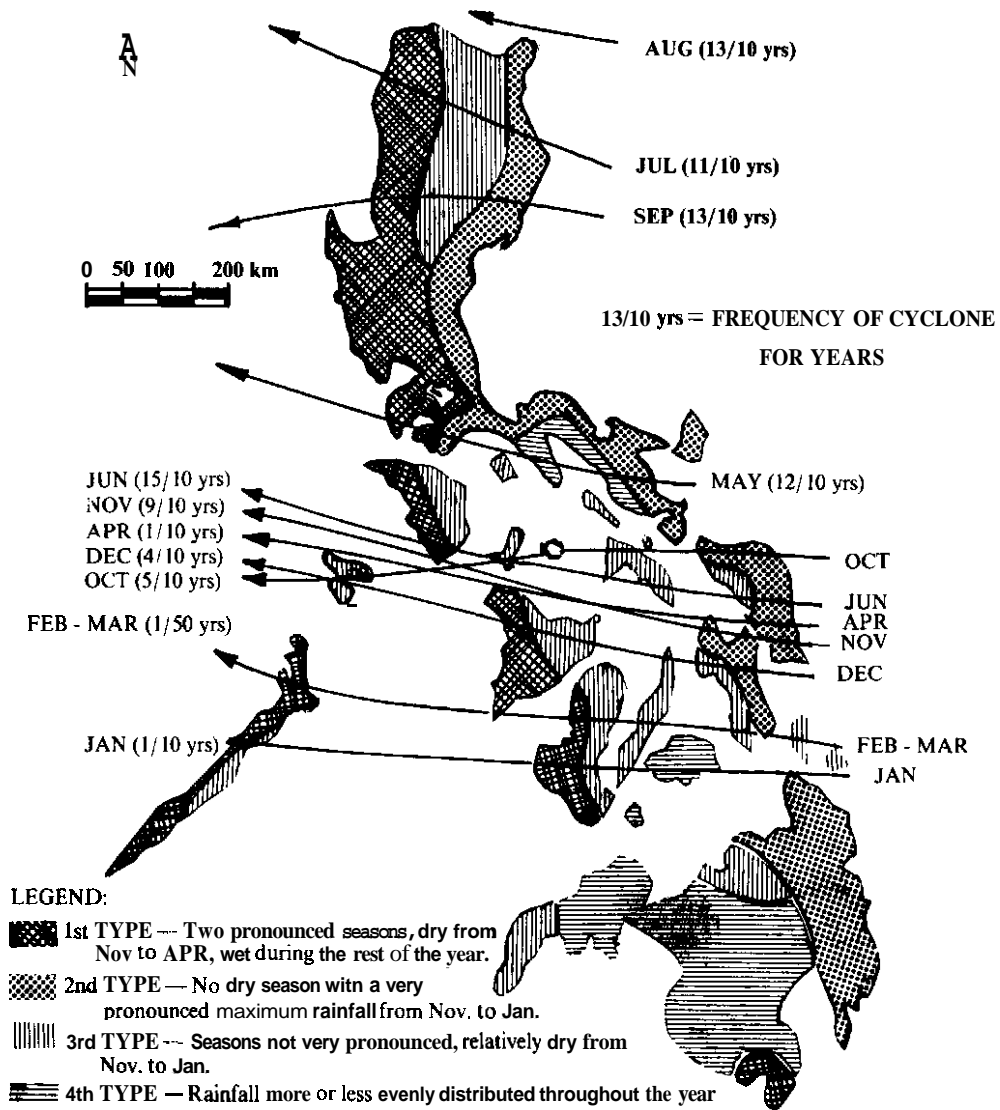 A
N
AUG (13/10 yrs)
JUL (11/10 yrs)
SEP (13/10 yrs)
0 50 100 200 km
13/10 yrs = FREQUENCY OF CYCLONE
FOR YEARS
MAY (12/10 yrs)
JUN (15/10 yrs)
NOV (9/10 yrs)
APR (1/10 yrs)
DEC (4/10 yrs)
OCT (5/10 yrs)
FEB - MAR (1/50 yrs)
JAN (1/10 yrs)
OCT
JUN
APR
NOV
DEC
FEB - MAR
JAN
LEGEND:
1st TYPE — Two pronounced seasons, dry from
Nov to APR, wet during the rest of the year.
2nd TYPE — No dry season witn a very
pronounced maximum rainfall from Nov. to Jan.
3rd TYPE — Seasons not very pronounced, relatively dry from
Nov. to Jan.
4th TYPE — Rainfall more or less evenly distributed throughout the year